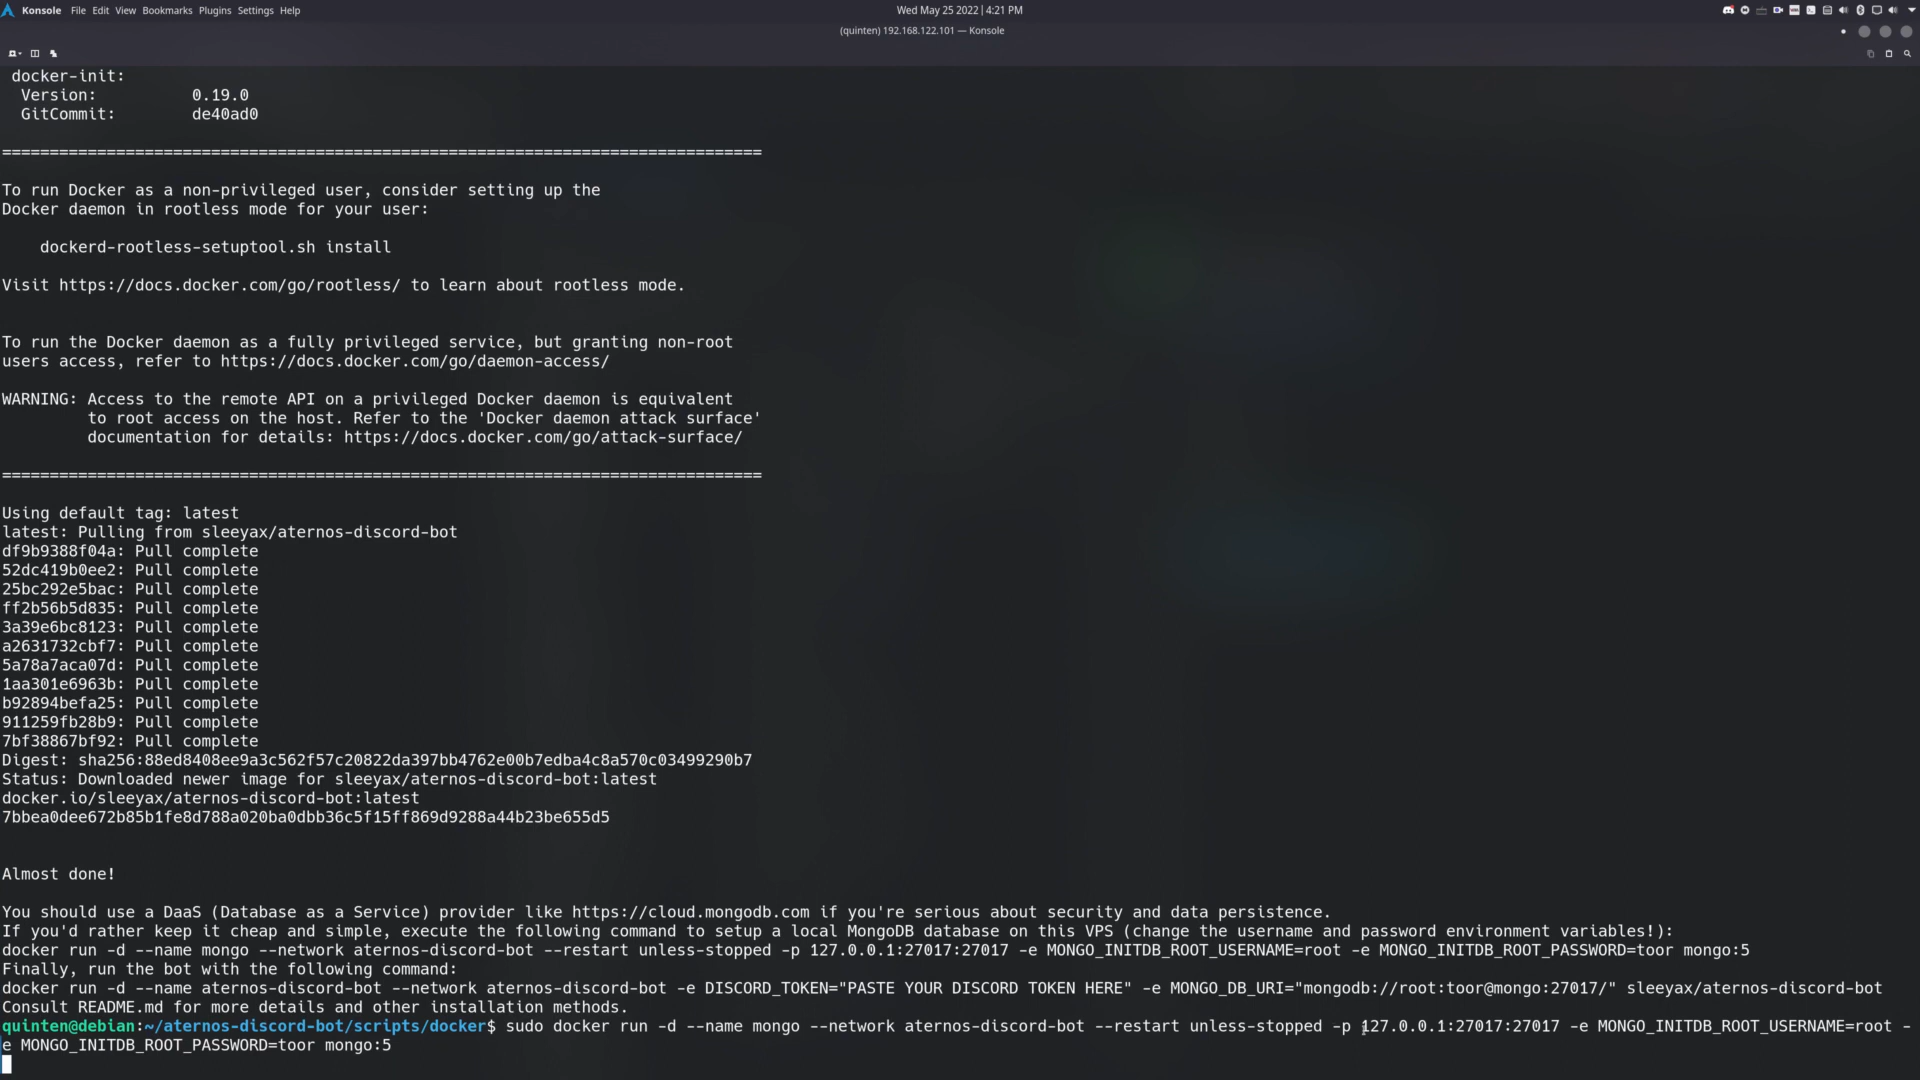 Konsole File Edit View Bookmarks Plugins Settings Help Wed May 25 2022 | 4:21 PM
(quinten) 192.168.122.101 — Konsole
docker-init:
Version: 0.19.0
GitCommit: de40ad0
================================================================================
To run Docker as a non-privileged user, consider setting up the
Docker daemon in rootless mode for your user:
dockerd-rootless-setuptool.sh install
Visit https://docs.docker.com/go/rootless/ to learn about rootless mode.
To run the Docker daemon as a fully privileged service, but granting non-root
users access, refer to https://docs.docker.com/go/daemon-access/
WARNING: Access to the remote API on a privileged Docker daemon is equivalent
to root access on the host. Refer to the 'Docker daemon attack surface'
documentation for details: https://docs.docker.com/go/attack-surface/
================================================================================
Using default tag: latest
latest: Pulling from sleeyax/aternos-discord-bot
df9b9388f04a: Pull complete
52dc419b0ee2: Pull complete
25bc292e5bac: Pull complete
ff2b56b5d835: Pull complete
3a39e6bc8123: Pull complete
a2631732cbf7: Pull complete
5a78a7aca07d: Pull complete
1aa301e6963b: Pull complete
b92894befa25: Pull complete
911259fb28b9: Pull complete
7bf38867bf92: Pull complete
Digest: sha256:88ed8408ee9a3c562f57c20822da397bb4762e00b7edba4c8a570c03499290b7
Status: Downloaded newer image for sleeyax/aternos-discord-bot:latest
docker.io/sleeyax/aternos-discord-bot:latest
7bbea0dee672b85b1fe8d788a020ba0dbb36c5f15ff869d9288a44b23be655d5
Almost done!
You should use a DaaS (Database as a Service) provider like https://cloud.mongodb.com if you're serious about security and data persistence.
If you'd rather keep it cheap and simple, execute the following command to setup a local MongoDB database on this VPS (change the username and password environment variables!):
docker run -d --name mongo --network aternos-discord-bot --restart unless-stopped -p 127.0.0.1:27017:27017 -e MONGO_INITDB_ROOT_USERNAME=root -e MONGO_INITDB_ROOT_PASSWORD=toor mongo:5
Finally, run the bot with the following command:
docker run -d --name aternos-discord-bot --network aternos-discord-bot -e DISCORD_TOKEN="PASTE YOUR DISCORD TOKEN HERE" -e MONGO_DB_URI="mongodb://root:toor@mongo:27017/" sleeyax/aternos-discord-bot
Consult README.md for more details and other installation methods.
quinten@debian:~/aternos-discord-bot/scripts/docker$ sudo docker run -d --name mongo --network aternos-discord-bot --restart unless-stopped -p 127.0.0.1:27017:27017 -e MONGO_INITDB_ROOT_USERNAME=root -
e MONGO_INITDB_ROOT_PASSWORD=toor mongo:5